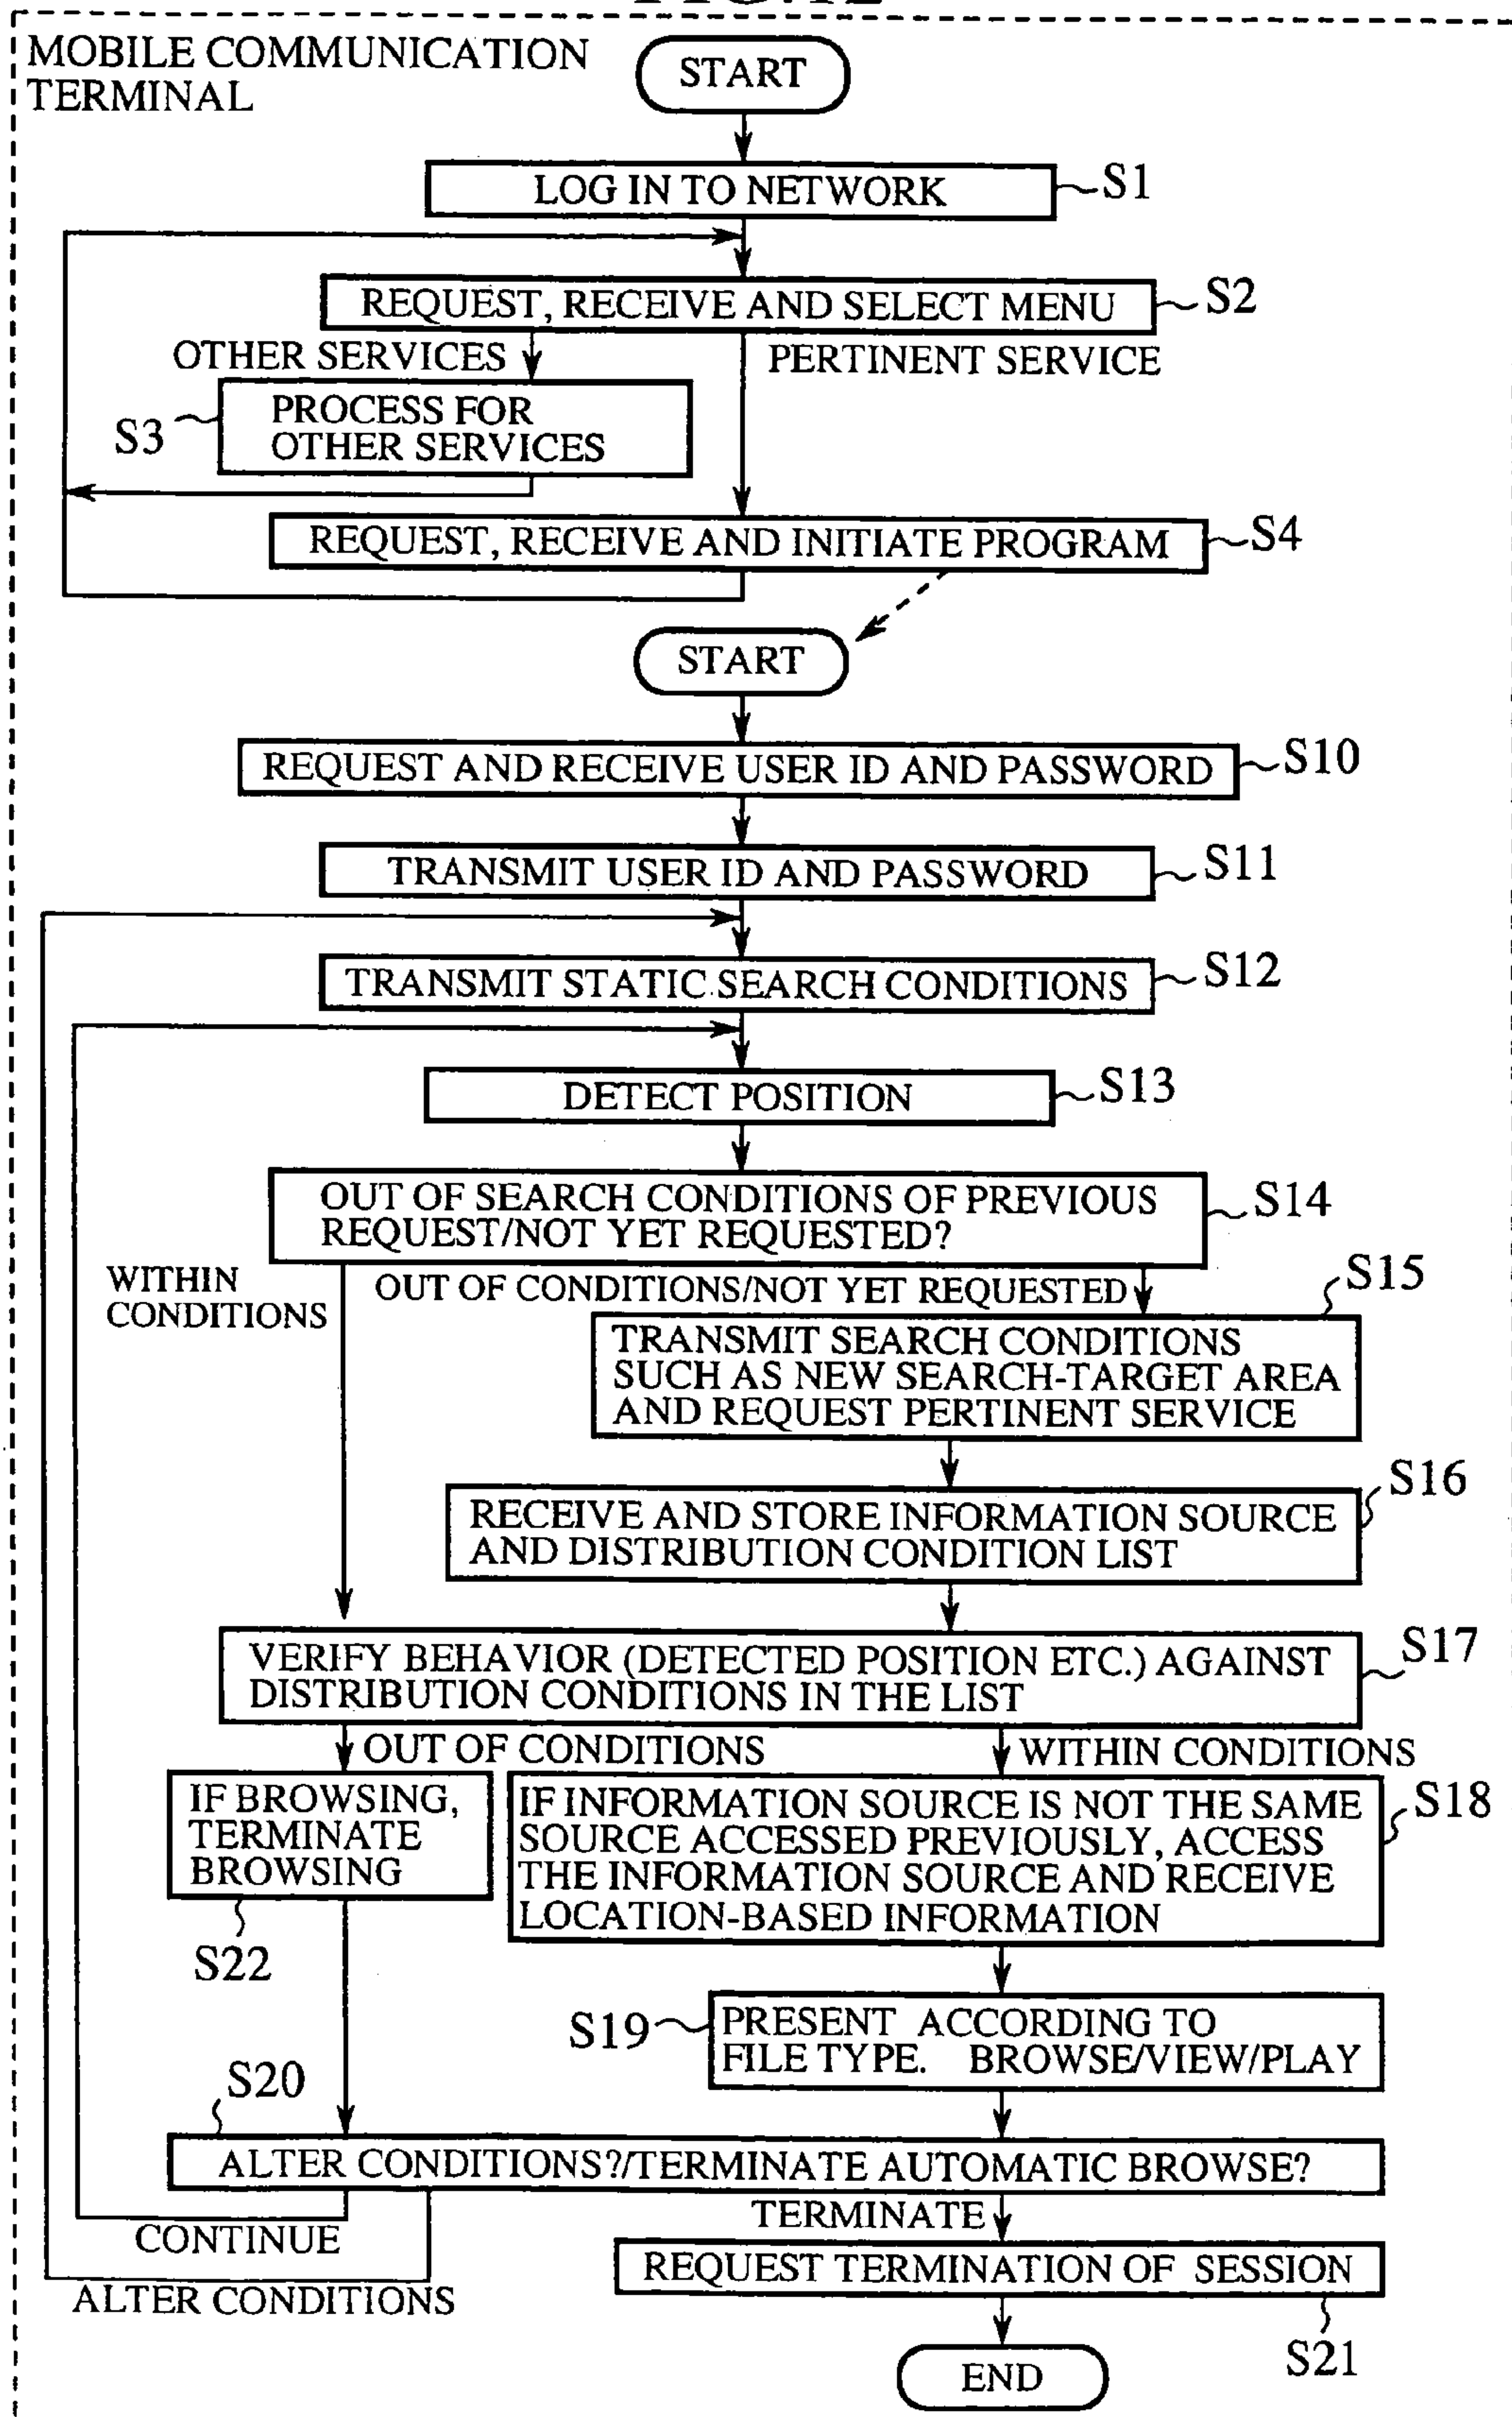 MOBILE COMMUNICATION
TERMINAL
START
LOG IN TO NETWORK
S1
REQUEST, RECEIVE AND SELECT MENU
S2
OTHER SERVICES
PERTINENT SERVICE
S3
PROCESS FOR
OTHER SERVICES
REQUEST, RECEIVE AND INITIATE PROGRAM
S4
START
REQUEST AND RECEIVE USER ID AND PASSWORD
S10
TRANSMIT USER ID AND PASSWORD
S11
TRANSMIT STATIC SEARCH CONDITIONS
S12
DETECT POSITION
S13
OUT OF SEARCH CONDITIONS OF PREVIOUS
REQUEST/NOT YET REQUESTED?
S14
WITHIN
CONDITIONS
OUT OF CONDITIONS/NOT YET REQUESTED
S15
TRANSMIT SEARCH CONDITIONS
SUCH AS NEW SEARCH-TARGET AREA
AND REQUEST PERTINENT SERVICE
S16
RECEIVE AND STORE INFORMATION SOURCE
AND DISTRIBUTION CONDITION LIST
S17
VERIFY BEHAVIOR (DETECTED POSITION ETC.) AGAINST
DISTRIBUTION CONDITIONS IN THE LIST
OUT OF CONDITIONS
WITHIN CONDITIONS
IF BROWSING,
TERMINATE
BROWSING
S22
IF INFORMATION SOURCE IS NOT THE SAME
SOURCE ACCESSED PREVIOUSLY, ACCESS
THE INFORMATION SOURCE AND RECEIVE
LOCATION-BASED INFORMATION
S18
S19
PRESENT ACCORDING TO
FILE TYPE. BROWSE/VIEW/PLAY
S20
ALTER CONDITIONS?/TERMINATE AUTOMATIC BROWSE?
CONTINUE
TERMINATE
ALTER CONDITIONS
REQUEST TERMINATION OF SESSION
S21
END